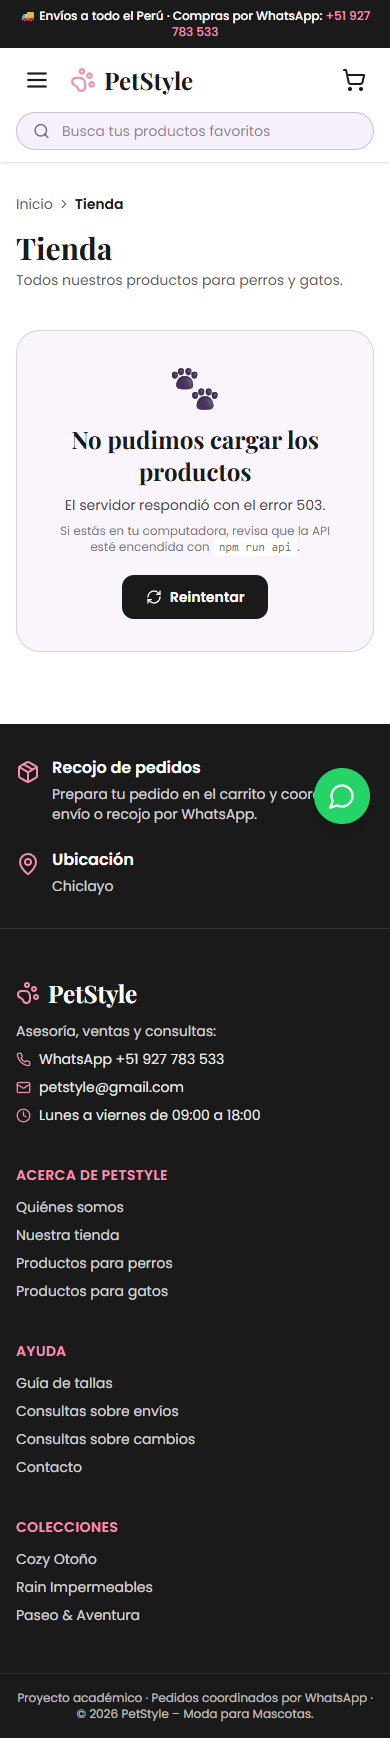 🚚 Envíos a todo el Perú · Compras por WhatsApp: +51 927
783 533
PetStyle
Busca tus productos favoritos
Inicio > Tienda
Tienda
Todos nuestros productos para perros y gatos.
No pudimos cargar los
productos
El servidor respondió con el error 503.
Si estás en tu computadora, revisa que la API
esté encendida con npm run api .
Reintentar
Recojo de pedidos
Prepara tu pedido en el carrito y
envío o recojo por WhatsApp.
Ubicación
Chiclayo
PetStyle
Asesoría, ventas y consultas:
WhatsApp +51 927 783 533
petstyle@gmail.com
Lunes a viernes de 09:00 a 18:00
ACERCA DE PETSTYLE
Quiénes somos
Nuestra tienda
Productos para perros
Productos para gatos
AYUDA
Guía de tallas
Consultas sobre envíos
Consultas sobre cambios
Contacto
COLECCIONES
Cozy Otoño
Rain Impermeables
Paseo & Aventura
Proyecto académico · Pedidos coordinados por WhatsApp ·
© 2026 PetStyle – Moda para Mascotas.